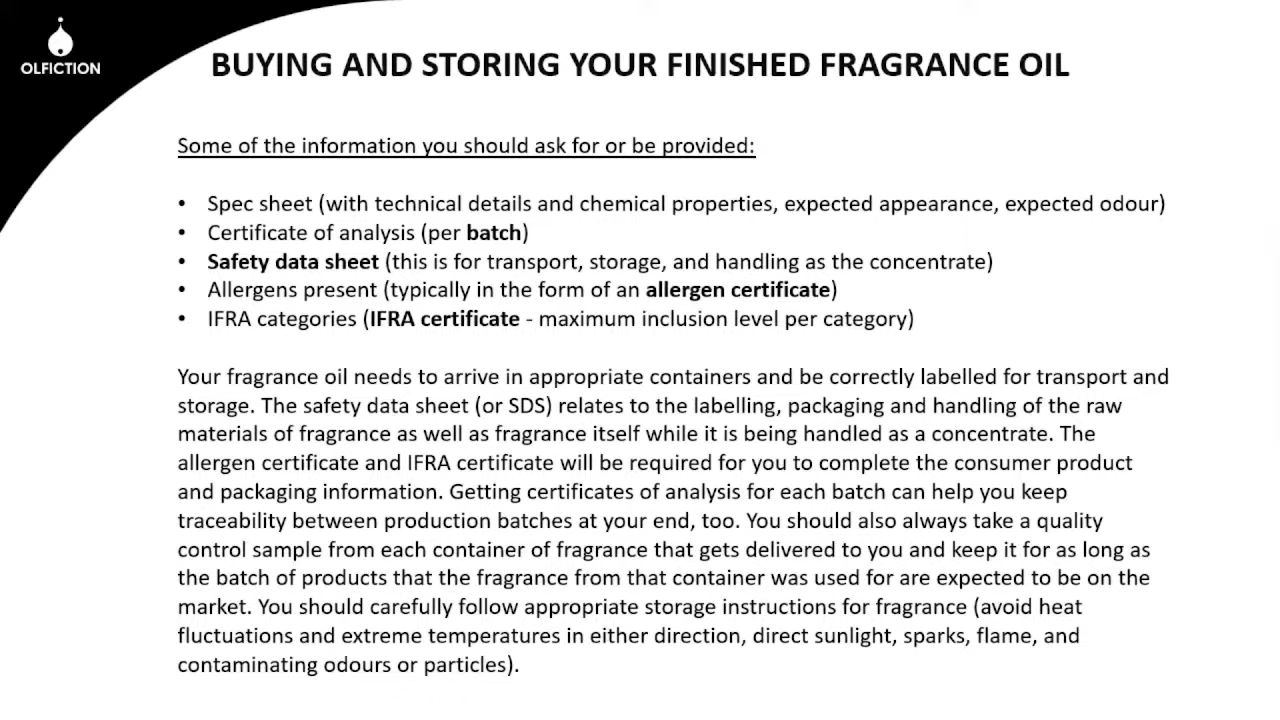 OLFICTION
BUYING AND STORING YOUR FINISHED FRAGRANCE OIL
Some of the information you should ask for or be provided:
• Spec sheet (with technical details and chemical properties, expected appearance, expected odour)
• Certificate of analysis (per batch)
• Safety data sheet (this is for transport, storage, and handling as the concentrate)
• Allergens present (typically in the form of an allergen certificate)
• IFRA categories (IFRA certificate - maximum inclusion level per category)
Your fragrance oil needs to arrive in appropriate containers and be correctly labelled for transport and
storage. The safety data sheet (or SDS) relates to the labelling, packaging and handling of the raw
materials of fragrance as well as fragrance itself while it is being handled as a concentrate. The
allergen certificate and IFRA certificate will be required for you to complete the consumer product
and packaging information. Getting certificates of analysis for each batch can help you keep
traceability between production batches at your end, too. You should also always take a quality
control sample from each container of fragrance that gets delivered to you and keep it for as long as
the batch of products that the fragrance from that container was used for are expected to be on the
market. You should carefully follow appropriate storage instructions for fragrance (avoid heat
fluctuations and extreme temperatures in either direction, direct sunlight, sparks, flame, and
contaminating odours or particles).